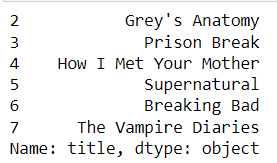 2 Grey's Anatomy
3 Prison Break
4 How I Met Your Mother
5 Supernatural
6 Breaking Bad
7 The Vampire Diaries
Name: title, dtype: object